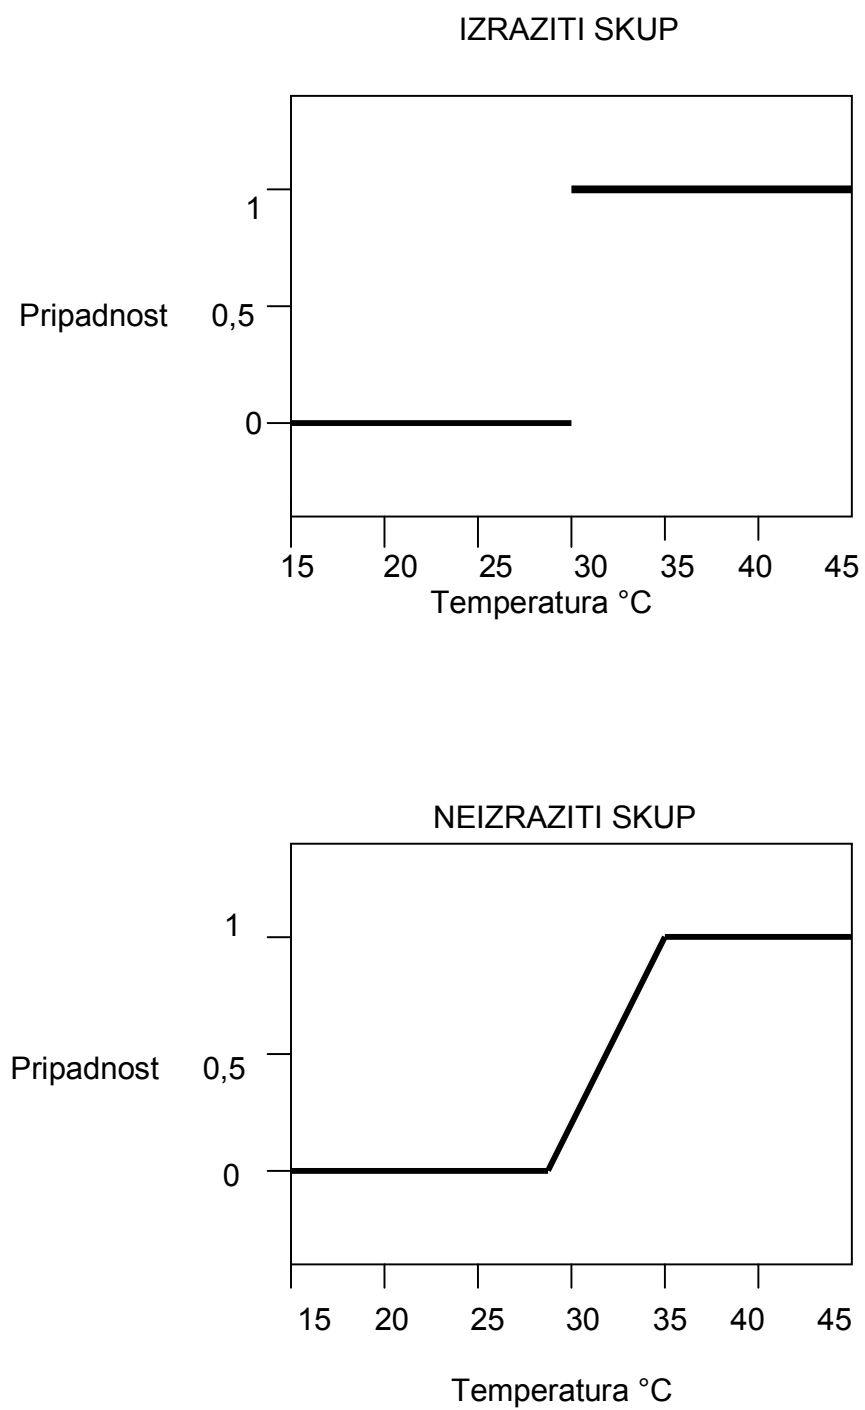 IZRAZITI SKUP
1
Pripadnost 0,5
0
15 20 25 30 35 40 45
Temperatura °C
NEIZRAZITI SKUP
1
Pripadnost 0,5
0
15 20 25 30 35 40 45
Temperatura °C